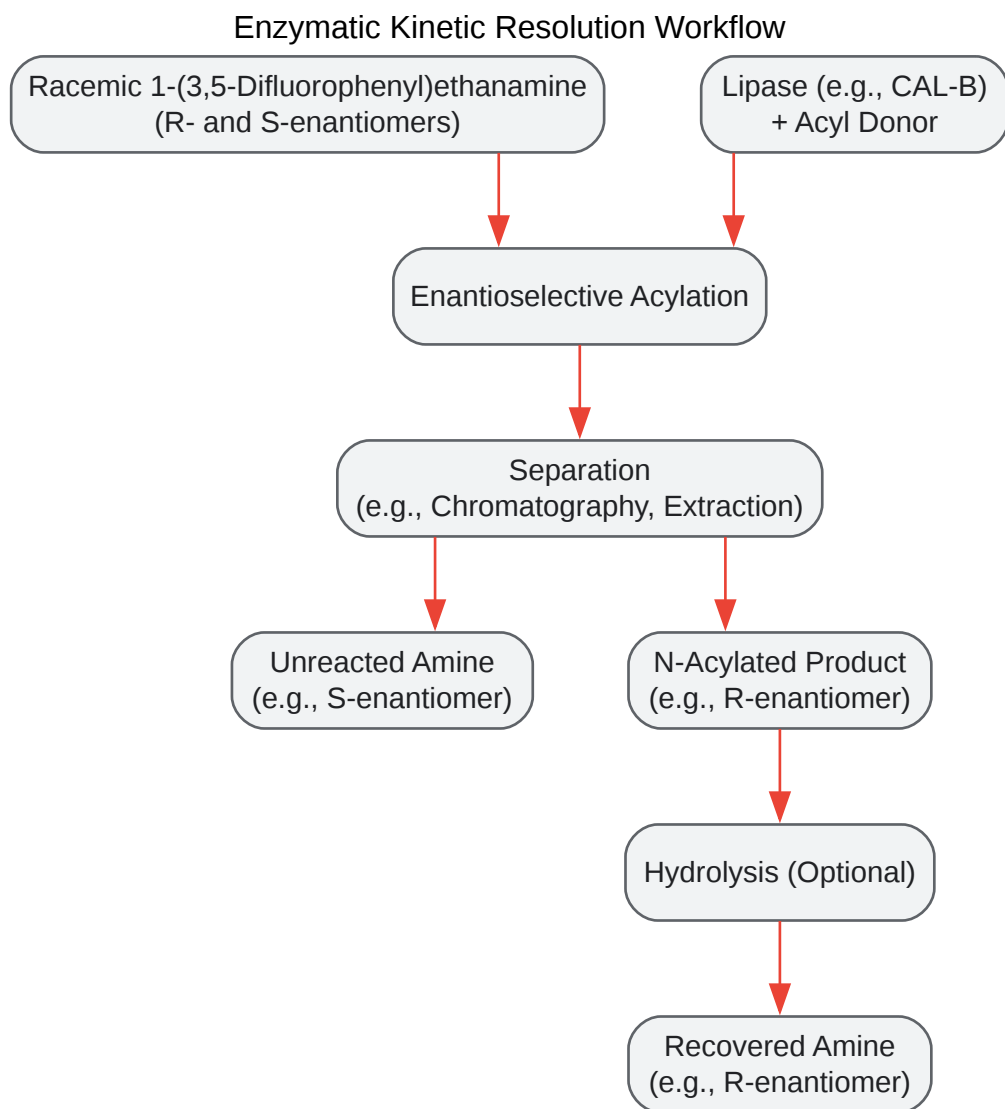 Enzymatic Kinetic Resolution Workflow
Racemic 1-(3,5-Difluorophenyl)ethanamine
(R- and S-enantiomers)
Lipase (e.g., CAL-B)
+ Acyl Donor
Enantioselective Acylation
Separation
(e.g., Chromatography, Extraction)
Unreacted Amine
(e.g., S-enantiomer)
N-Acylated Product
(e.g., R-enantiomer)
Hydrolysis (Optional)
Recovered Amine
(e.g., R-enantiomer)